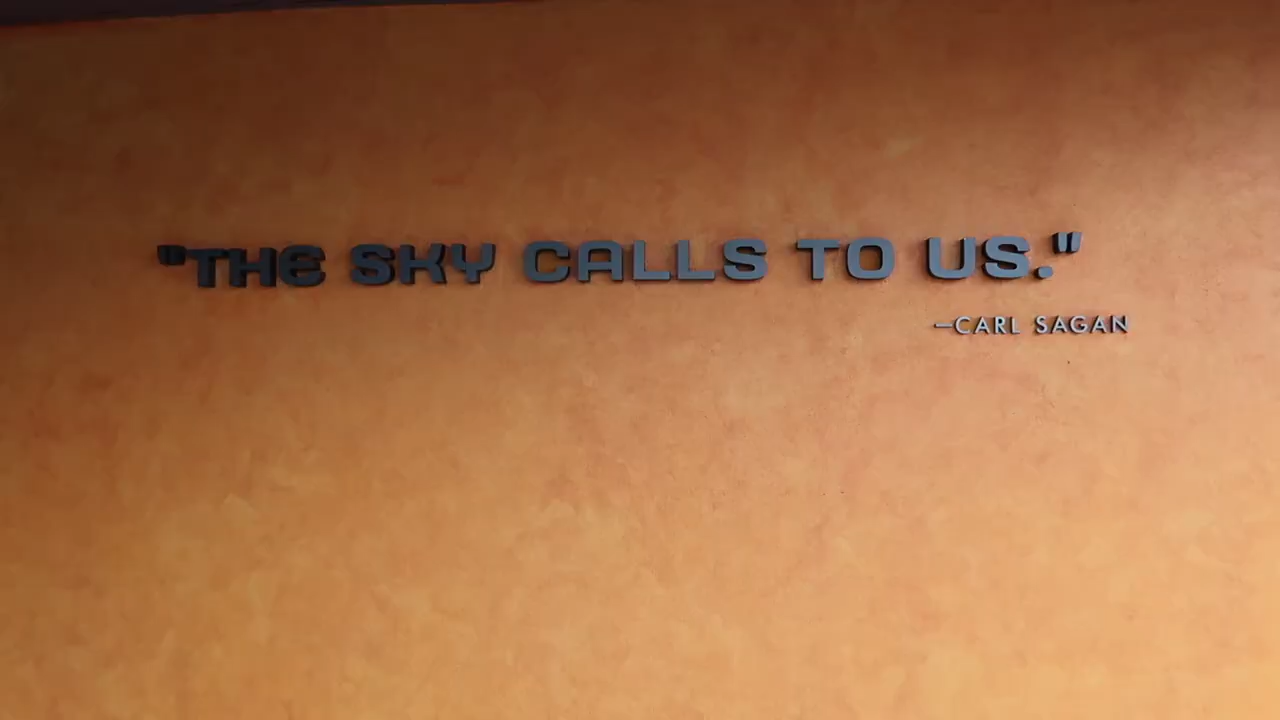 "THE SKY CALLS TO US."
—CARL SAGAN